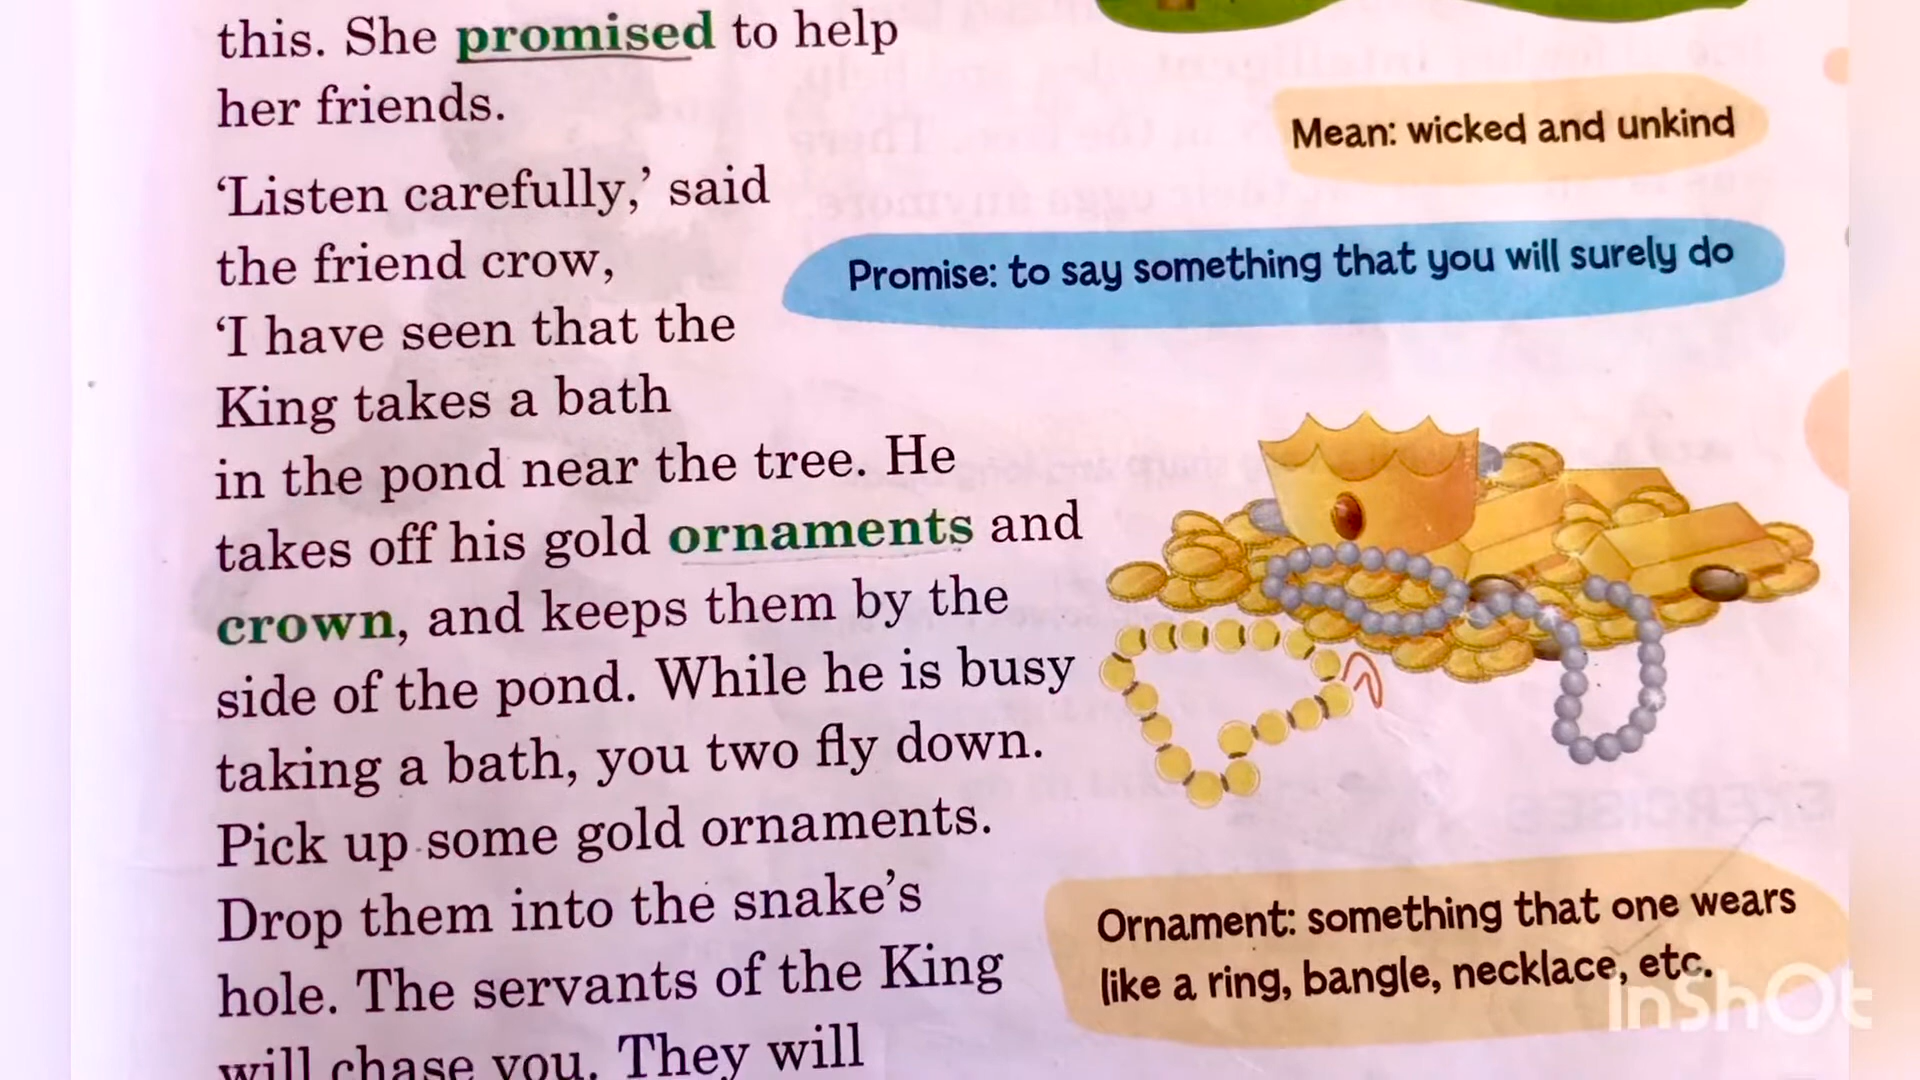 this. She promised to help
her friends.
‘Listen carefully,’ said
the friend crow,
‘I have seen that the
King takes a bath
in the pond near the tree. He
takes off his gold ornaments and
crown, and keeps them by the
side of the pond. While he is busy
taking a bath, you two fly down.
Pick up some gold ornaments.
Drop them into the snake’s
hole. The servants of the King
will chase you. They will
Mean: wicked and unkind
Promise: to say something that you will surely do
Ornament: something that one wears
like a ring, bangle, necklace, etc.
InShOt